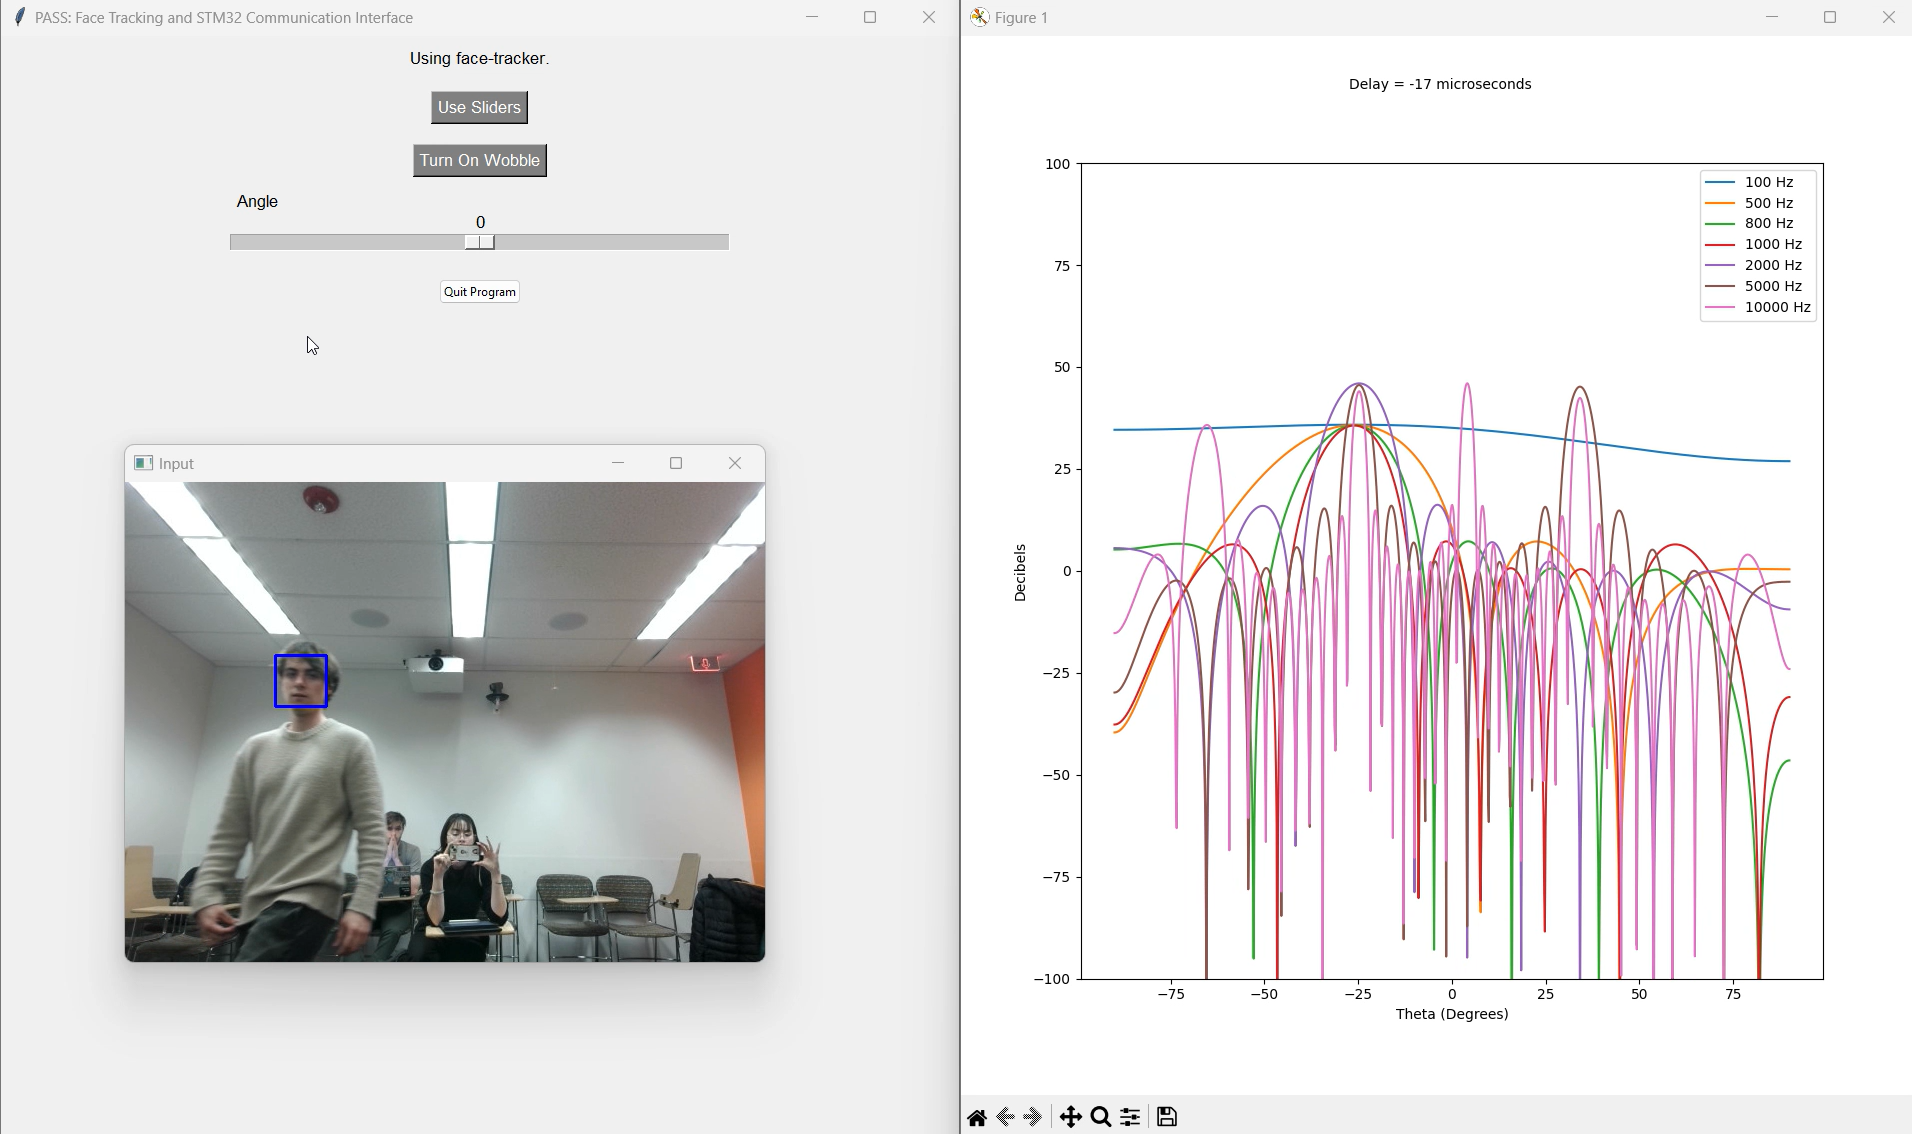 PASS: Face Tracking and STM32 Communication Interface
Using face-tracker.
Use Sliders
Turn On Wobble
Angle
0
Quit Program
Input
Figure 1
Delay = -17 microseconds
100
75
50
25
0
−25
−50
−75
−100
Decibels
100 Hz
500 Hz
800 Hz
1000 Hz
2000 Hz
5000 Hz
10000 Hz
−75 −50 −25 0 25 50 75
Theta (Degrees)